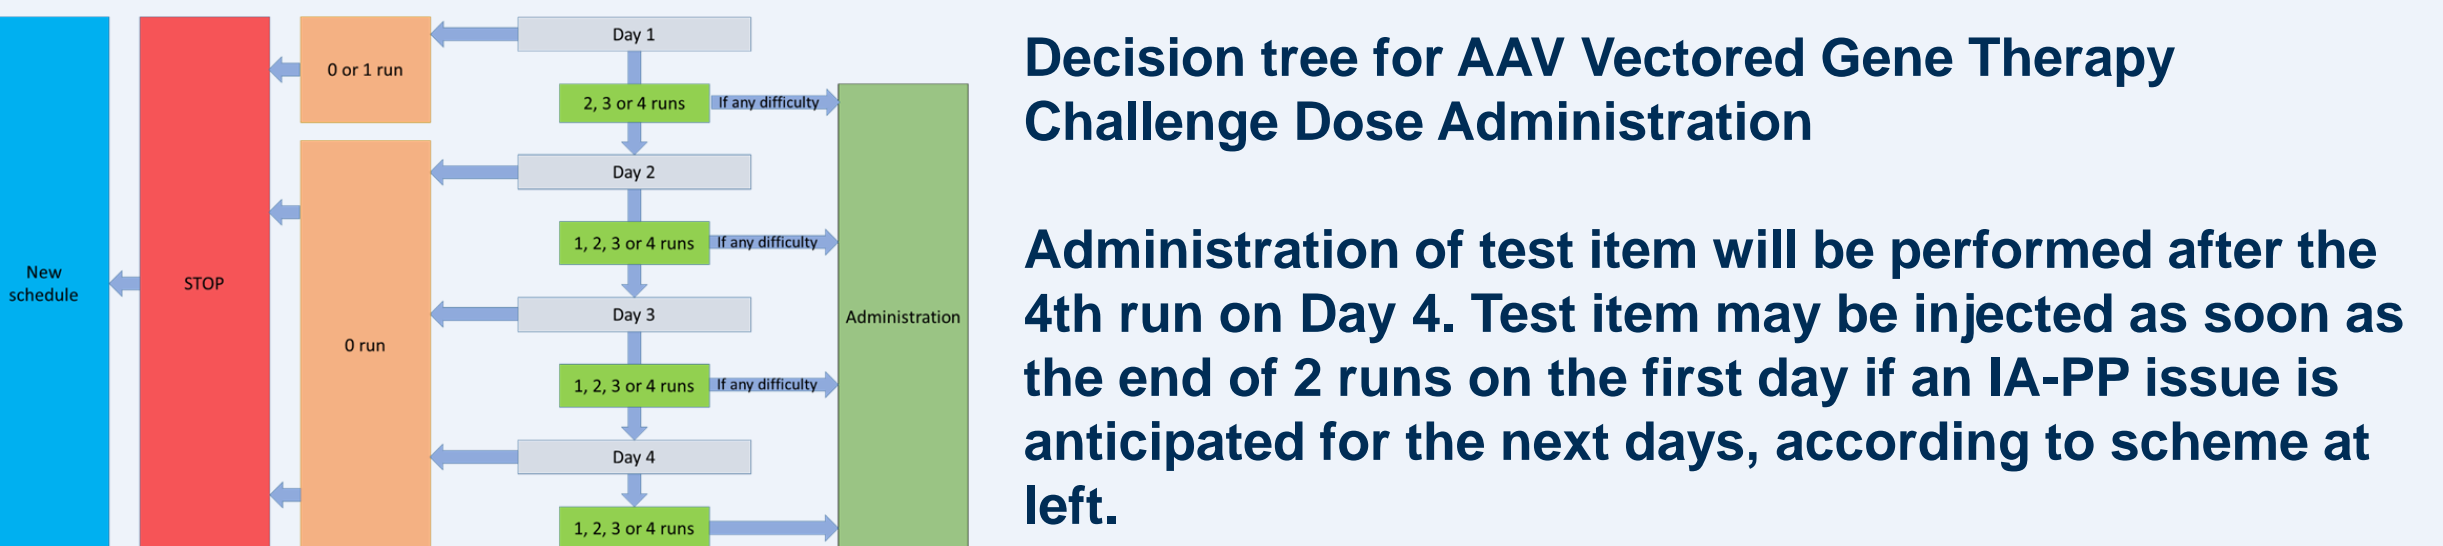 Day 1
0 or 1 run
2, 3 or 4 runs
If any difficulty
Day 2
1, 2, 3 or 4 runs
If any difficulty
New
schedule
STOP
Day 3
Administration
0 run
1, 2, 3 or 4 runs
If any difficulty
Day 4
1, 2, 3 or 4 runs
Decision tree for AAV Vectored Gene Therapy
Challenge Dose Administration
Administration of test item will be performed after the
4th run on Day 4. Test item may be injected as soon as
the end of 2 runs on the first day if an IA-PP issue is
anticipated for the next days, according to scheme at
left.